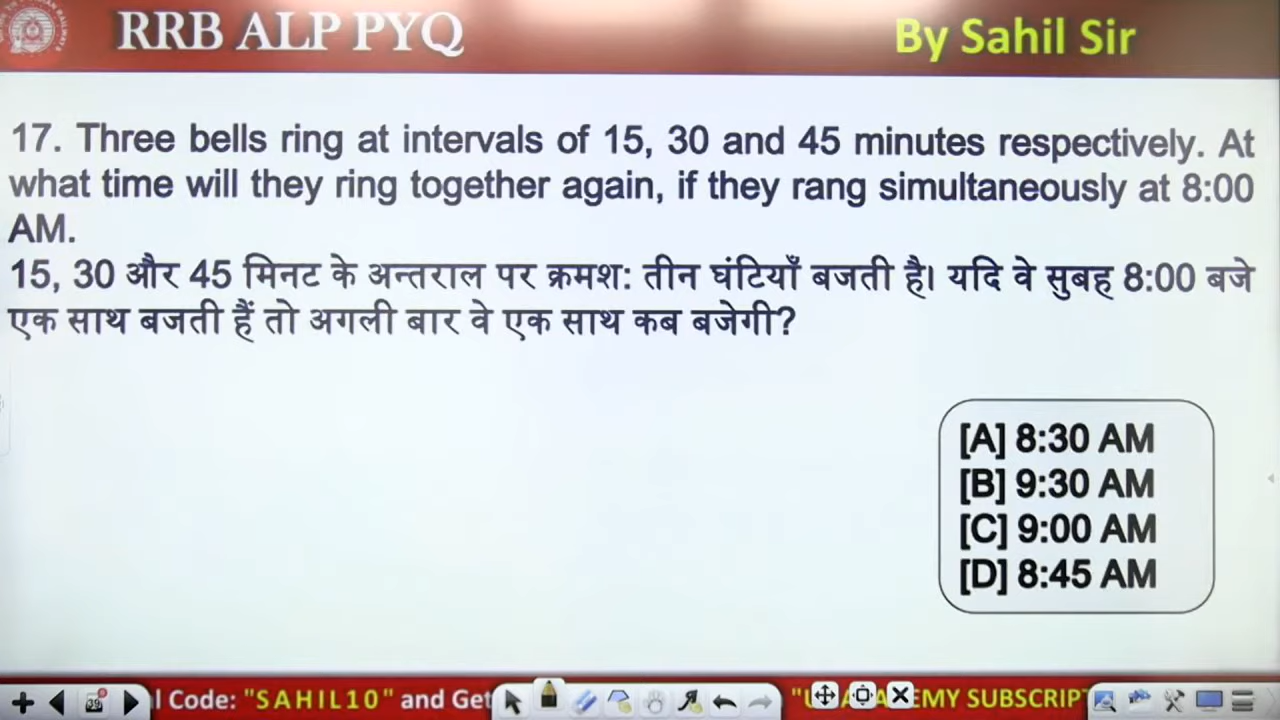 RRB ALP PYQ
By Sahil Sir
17. Three bells ring at intervals of 15, 30 and 45 minutes respectively. At
what time will they ring together again, if they rang simultaneously at 8:00
AM.
15, 30 और 45 मिनट के अन्तराल पर क्रमश: तीन घंटियाँ बजती है। यदि वे सुबह 8:00 बजे
एक साथ बजती हैं तो अगली बार वे एक साथ कब बजेगी?
[A] 8:30 AM
[B] 9:30 AM
[C] 9:00 AM
[D] 8:45 AM
l Code: "SAHIL10" and Get
39